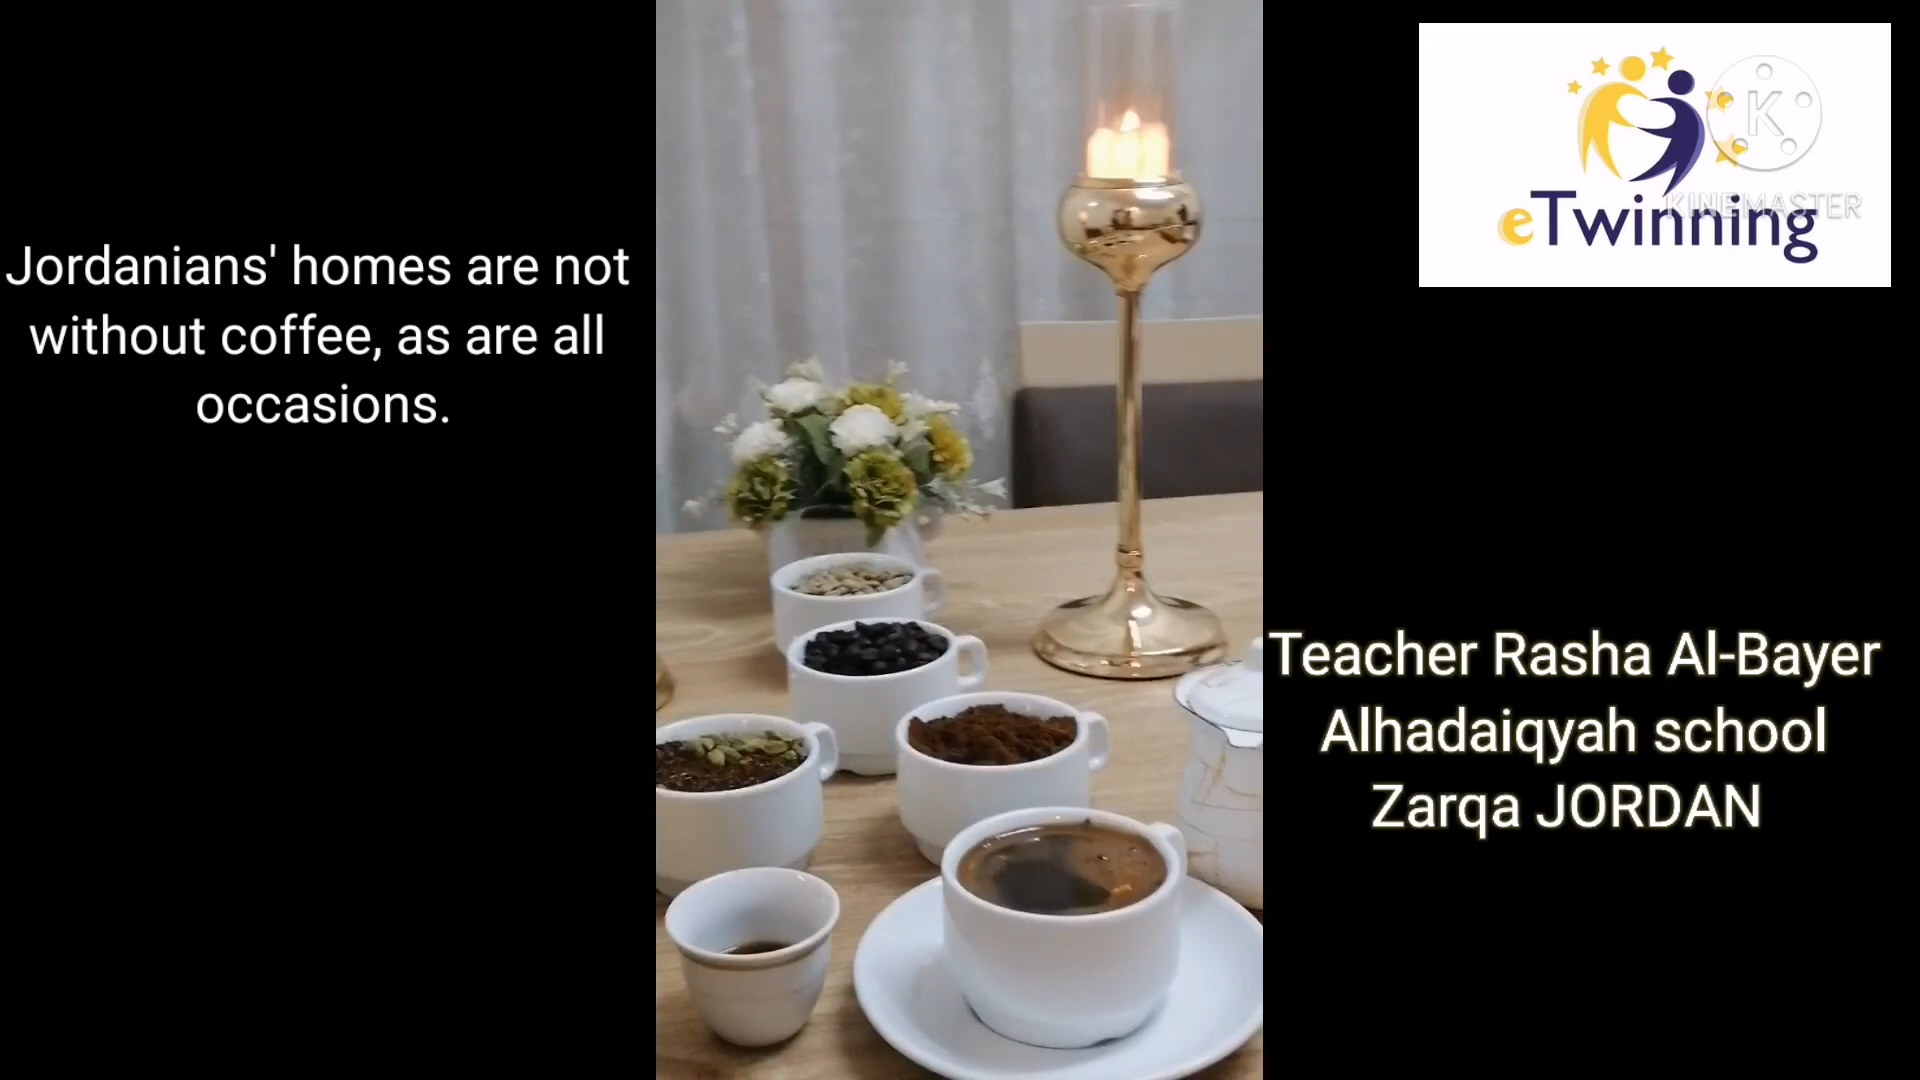 Jordanians' homes are not
without coffee, as are all
occasions.
K
KINEMASTER
eTwinning
Teacher Rasha Al-Bayer
Alhadaiqyah school
Zarqa JORDAN